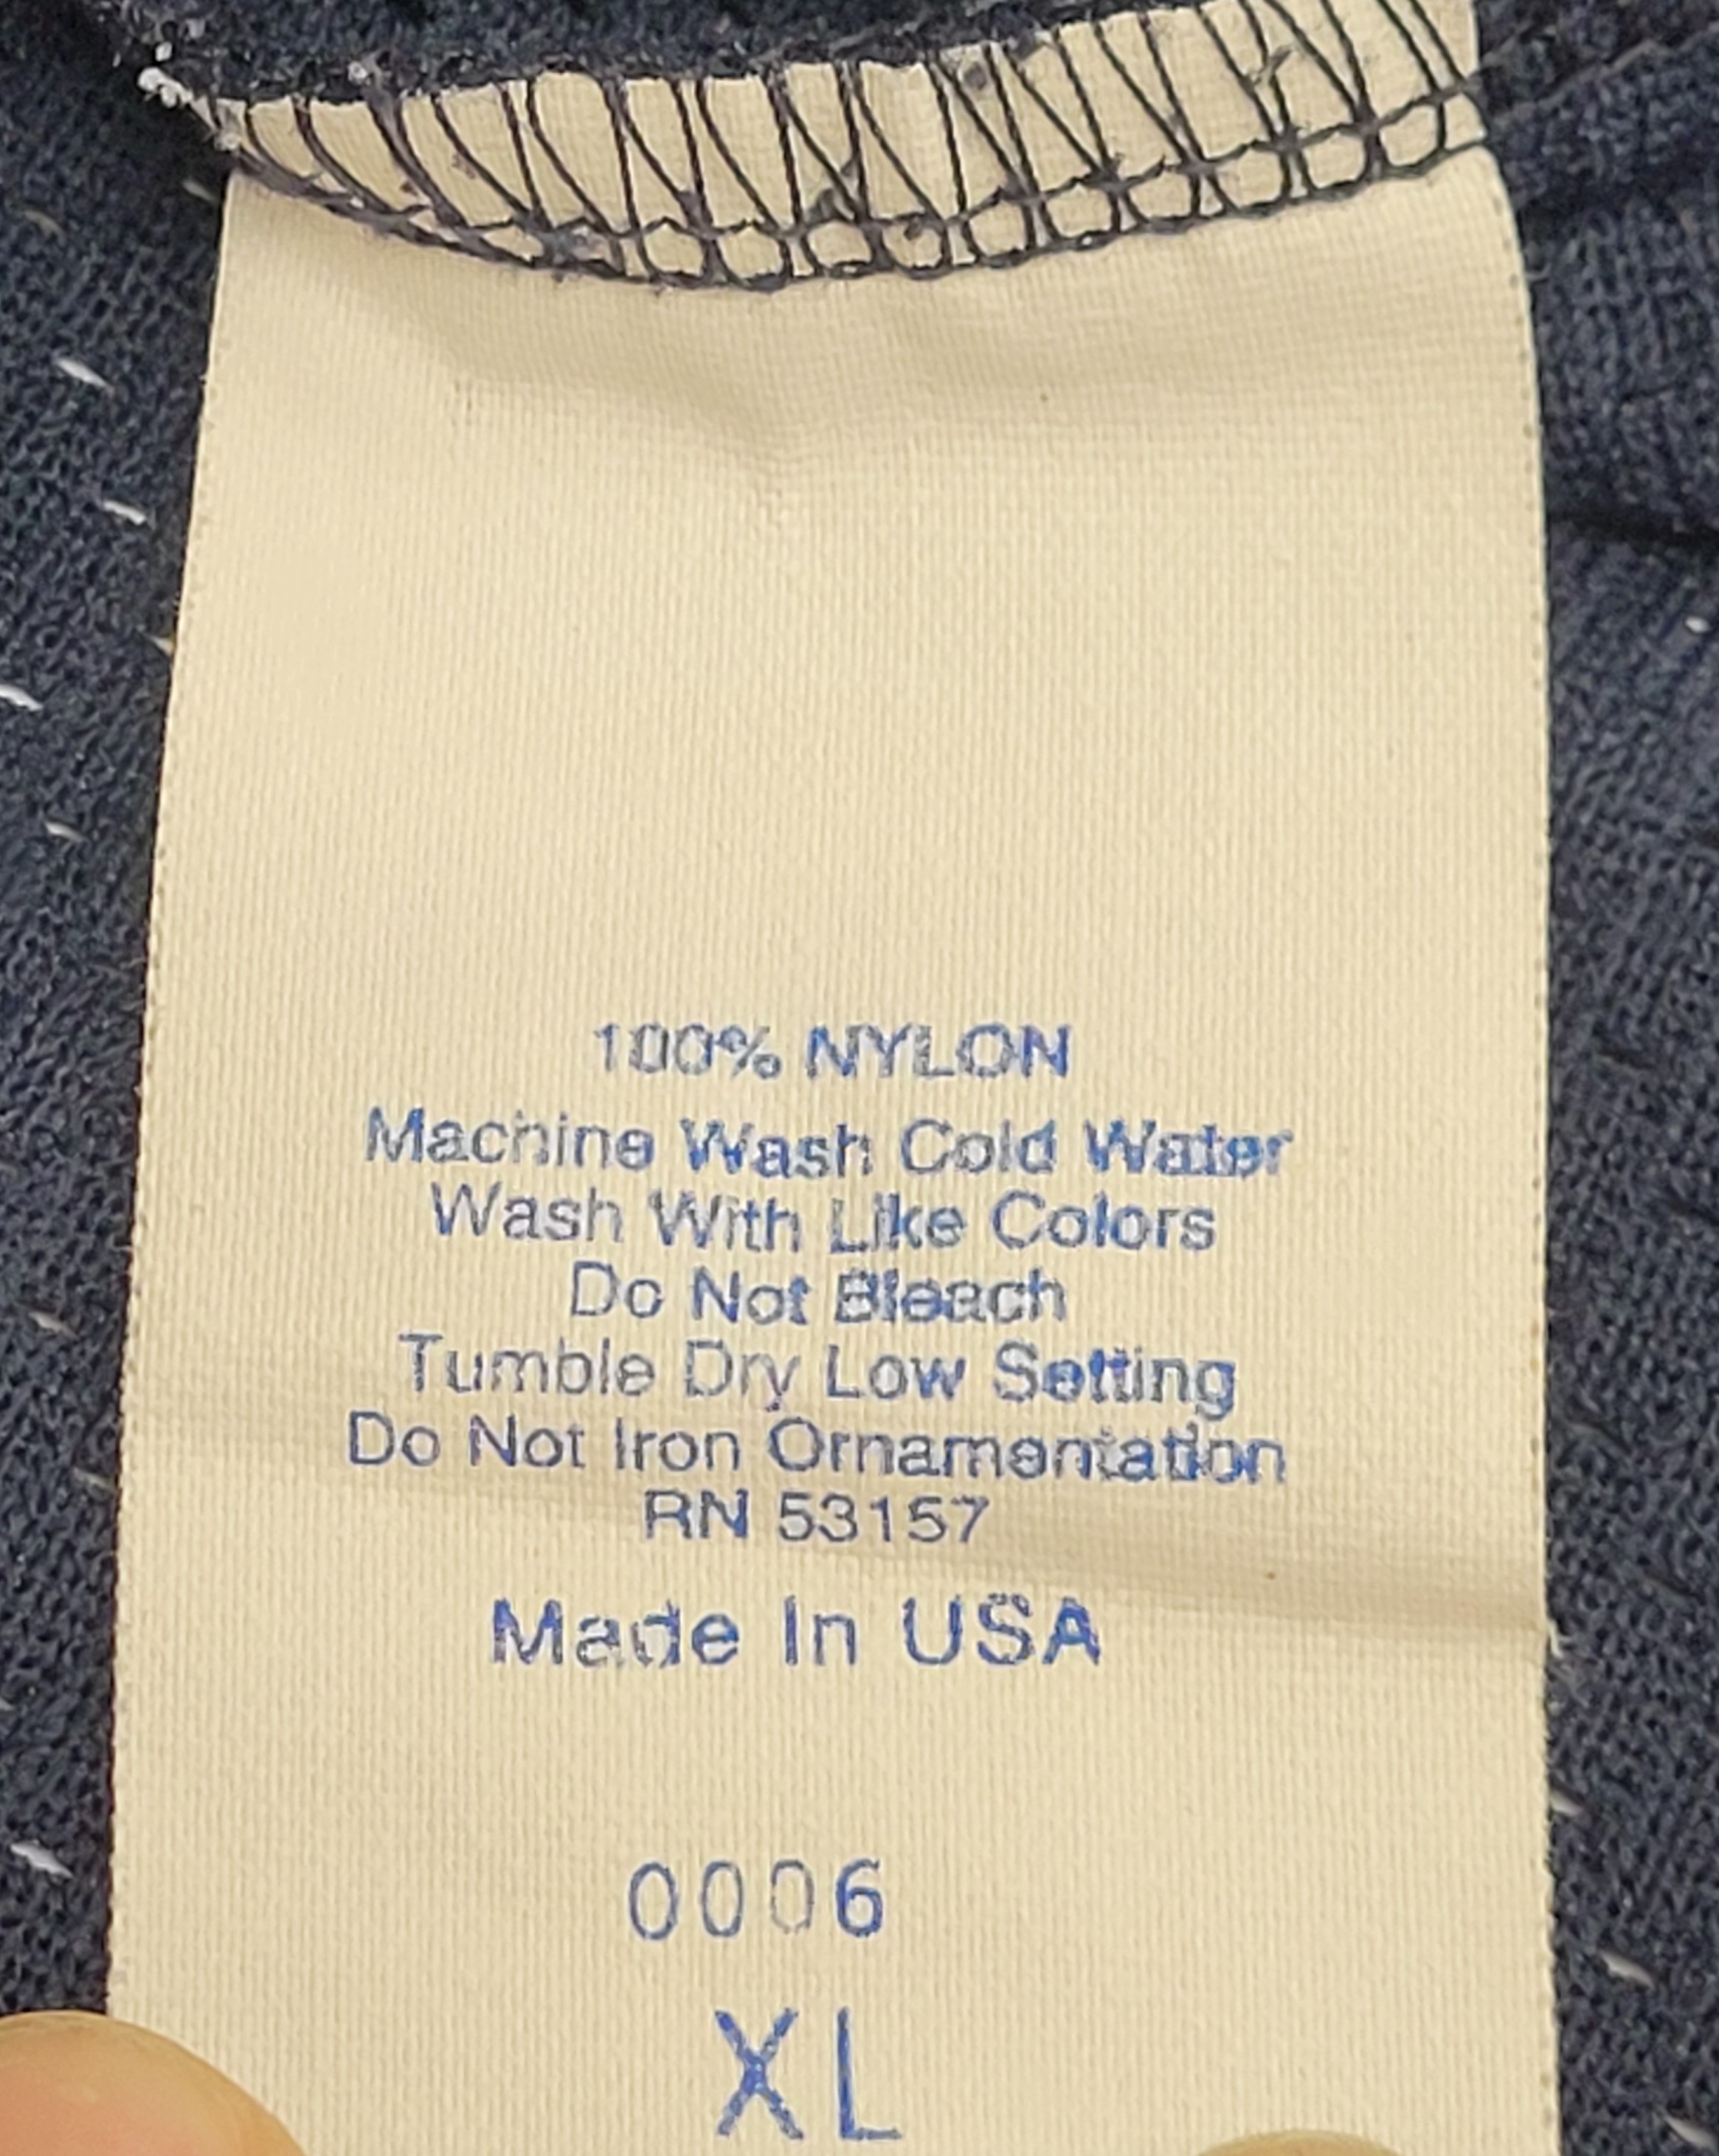 100% NYLON
Machine Wash Cold Water
Wash With Like Colors
Do Not Bleach
Tumble Dry Low Setting
Do Not Iron Ornamentation
RN 53157
Made In USA
0006
XL